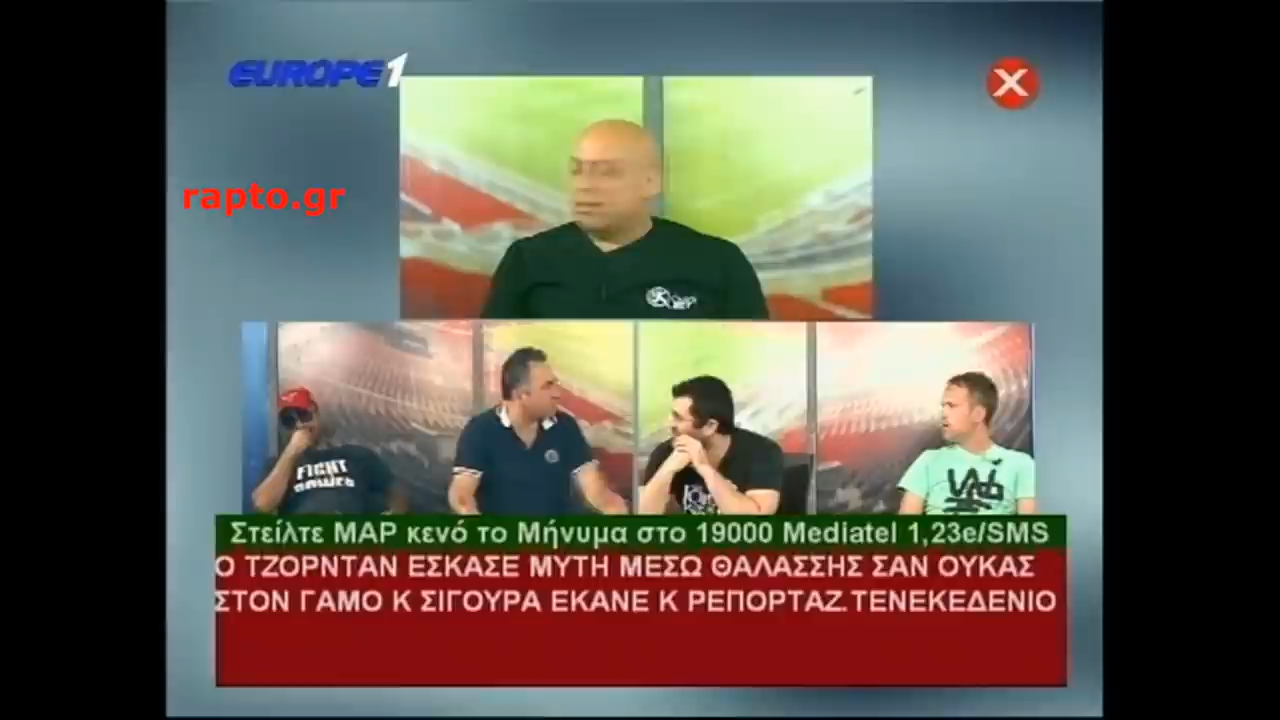 EUROPE1
X
rapto.gr
FIGHT
Στείλτε ΜΑΡ κενό το Μήνυμα στο 19000 Mediatel 1,23e/SMS
Ο ΤΖΟΡΝΤΑΝ ΕΣΚΑΣΕ ΜΥΤΗ ΜΕΣΩ ΘΑΛΑΣΣΗΣ ΣΑΝ ΟΥΚΑΣ
ΣΤΟΝ ΓΑΜΟ Κ ΣΙΓΟΥΡΑ ΕΚΑΝΕ Κ ΡΕΠΟΡΤΑΖ.ΤΕΝΕΚΕΔΕΝΙΟ